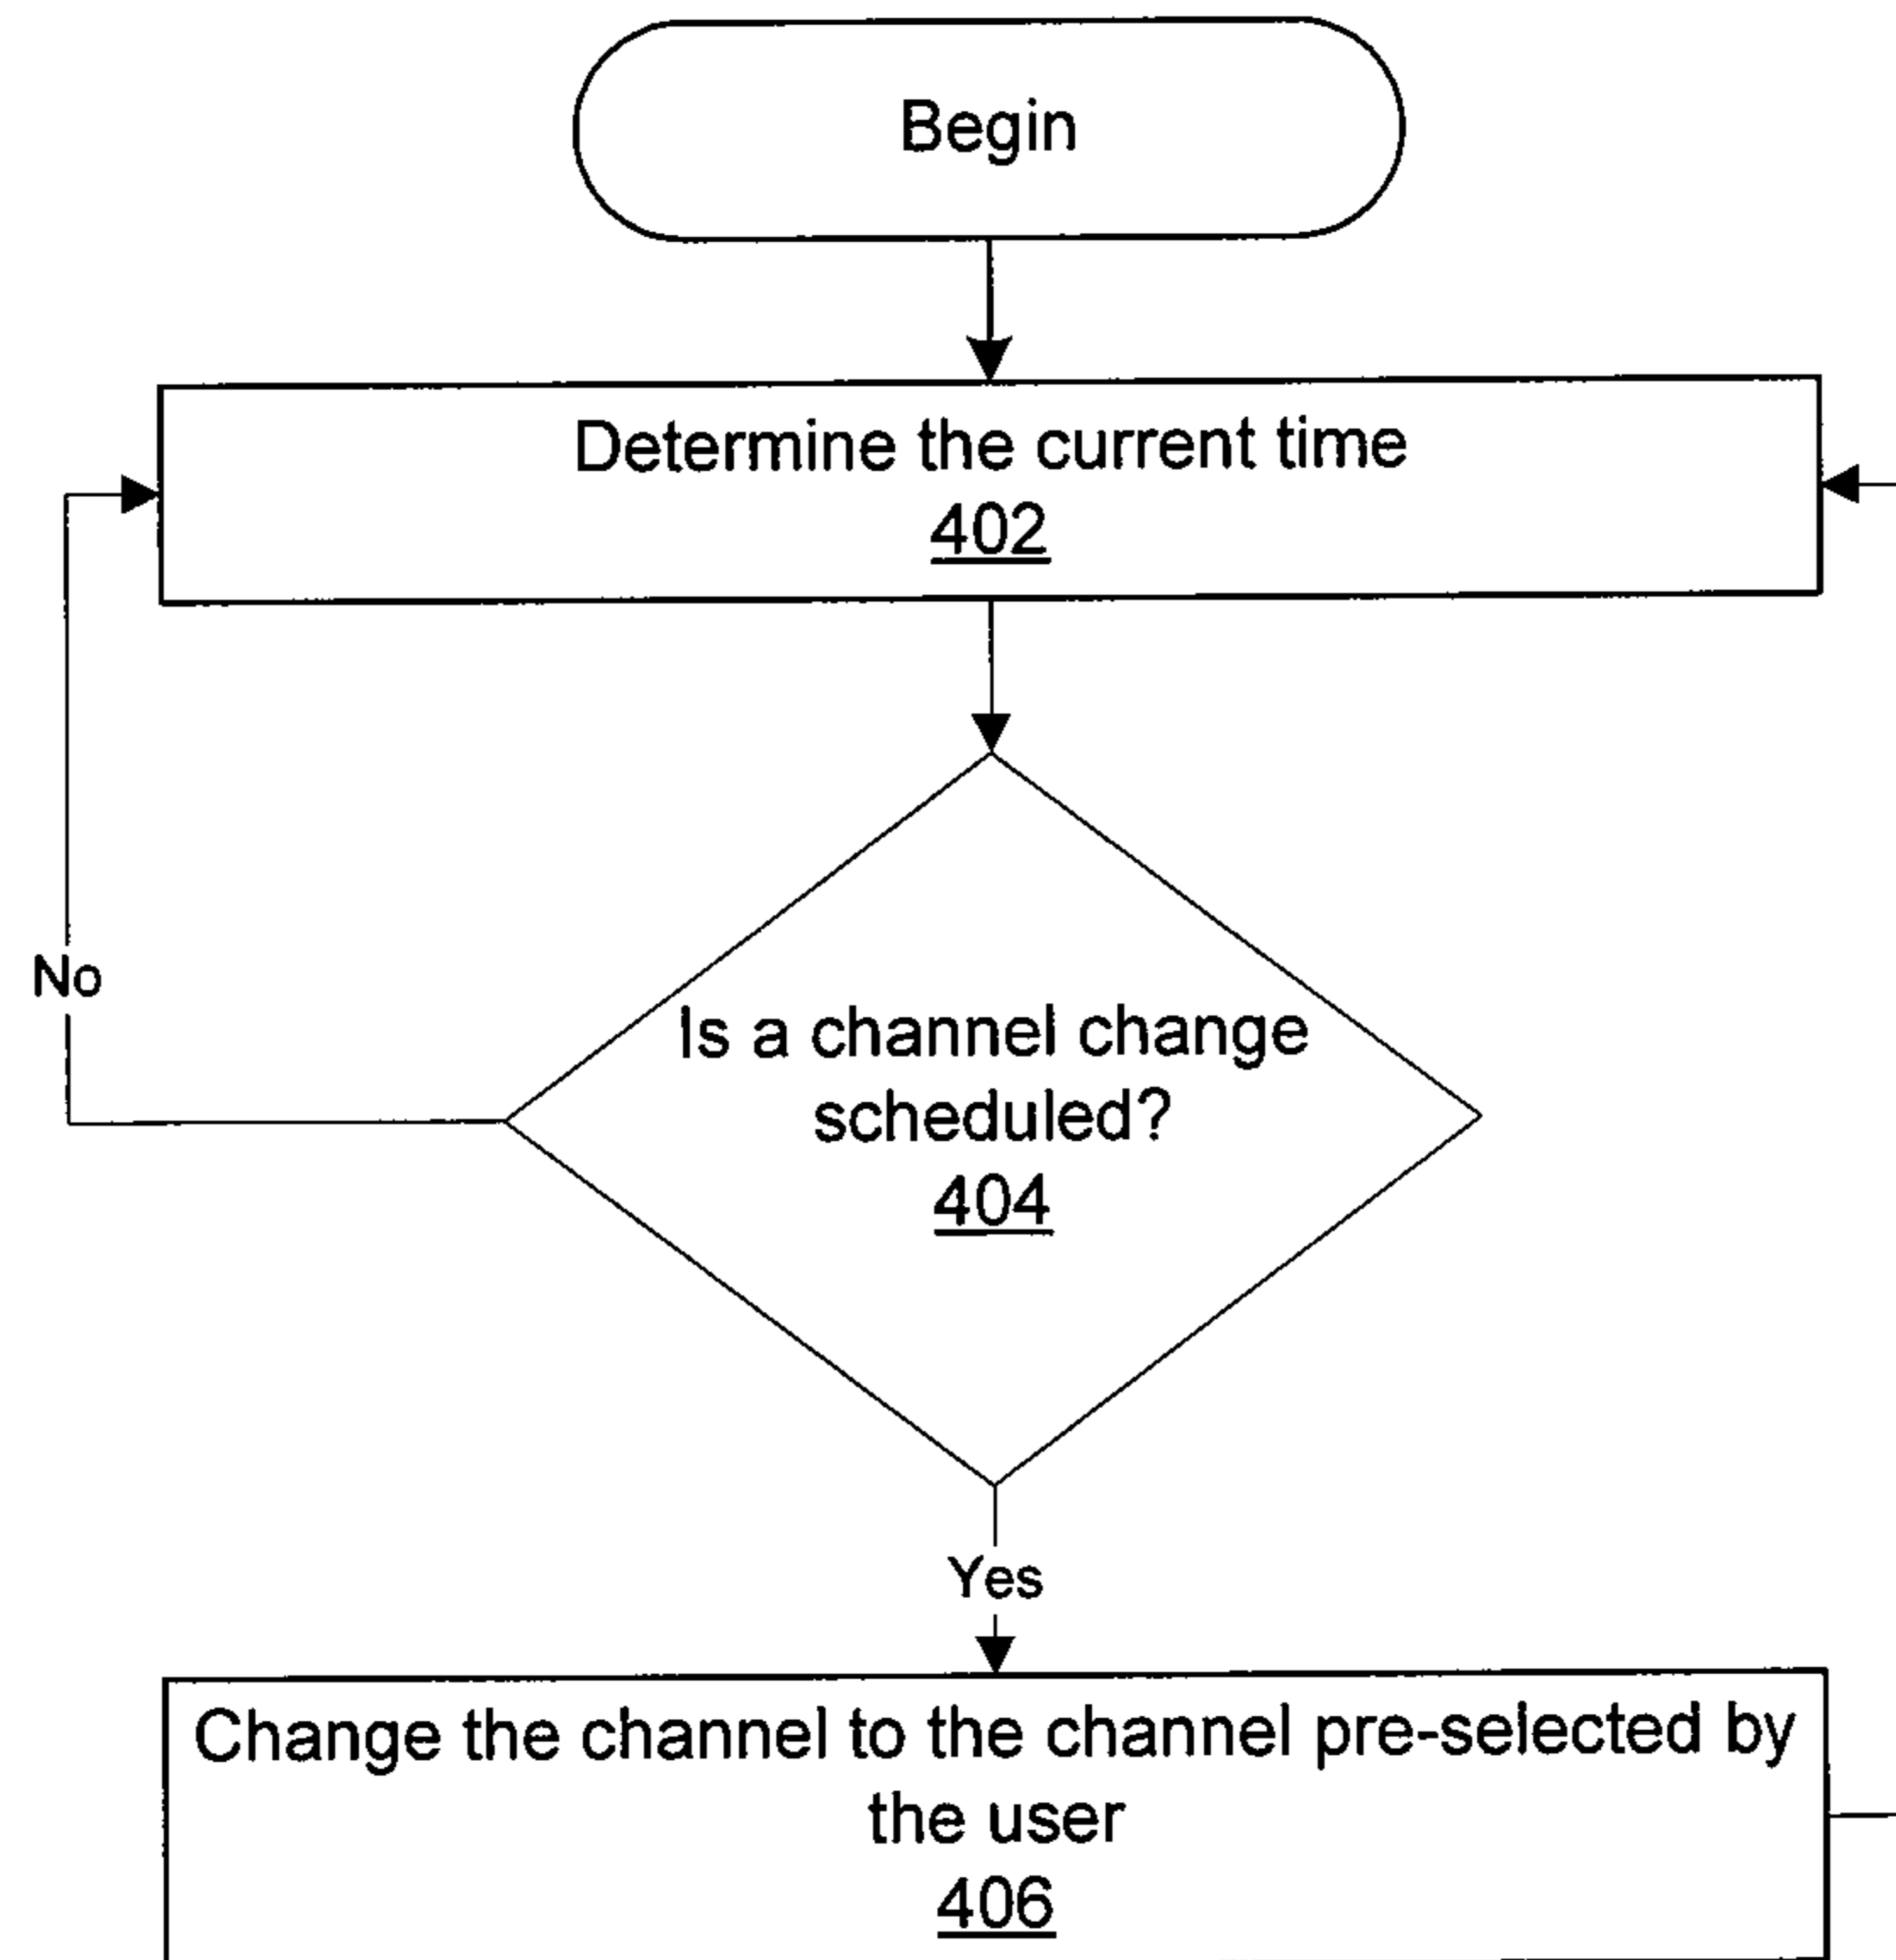 Begin
Determine the current time
402
No
Is a channel change
scheduled?
404
Yes
Change the channel to the channel pre-selected by
the user
406